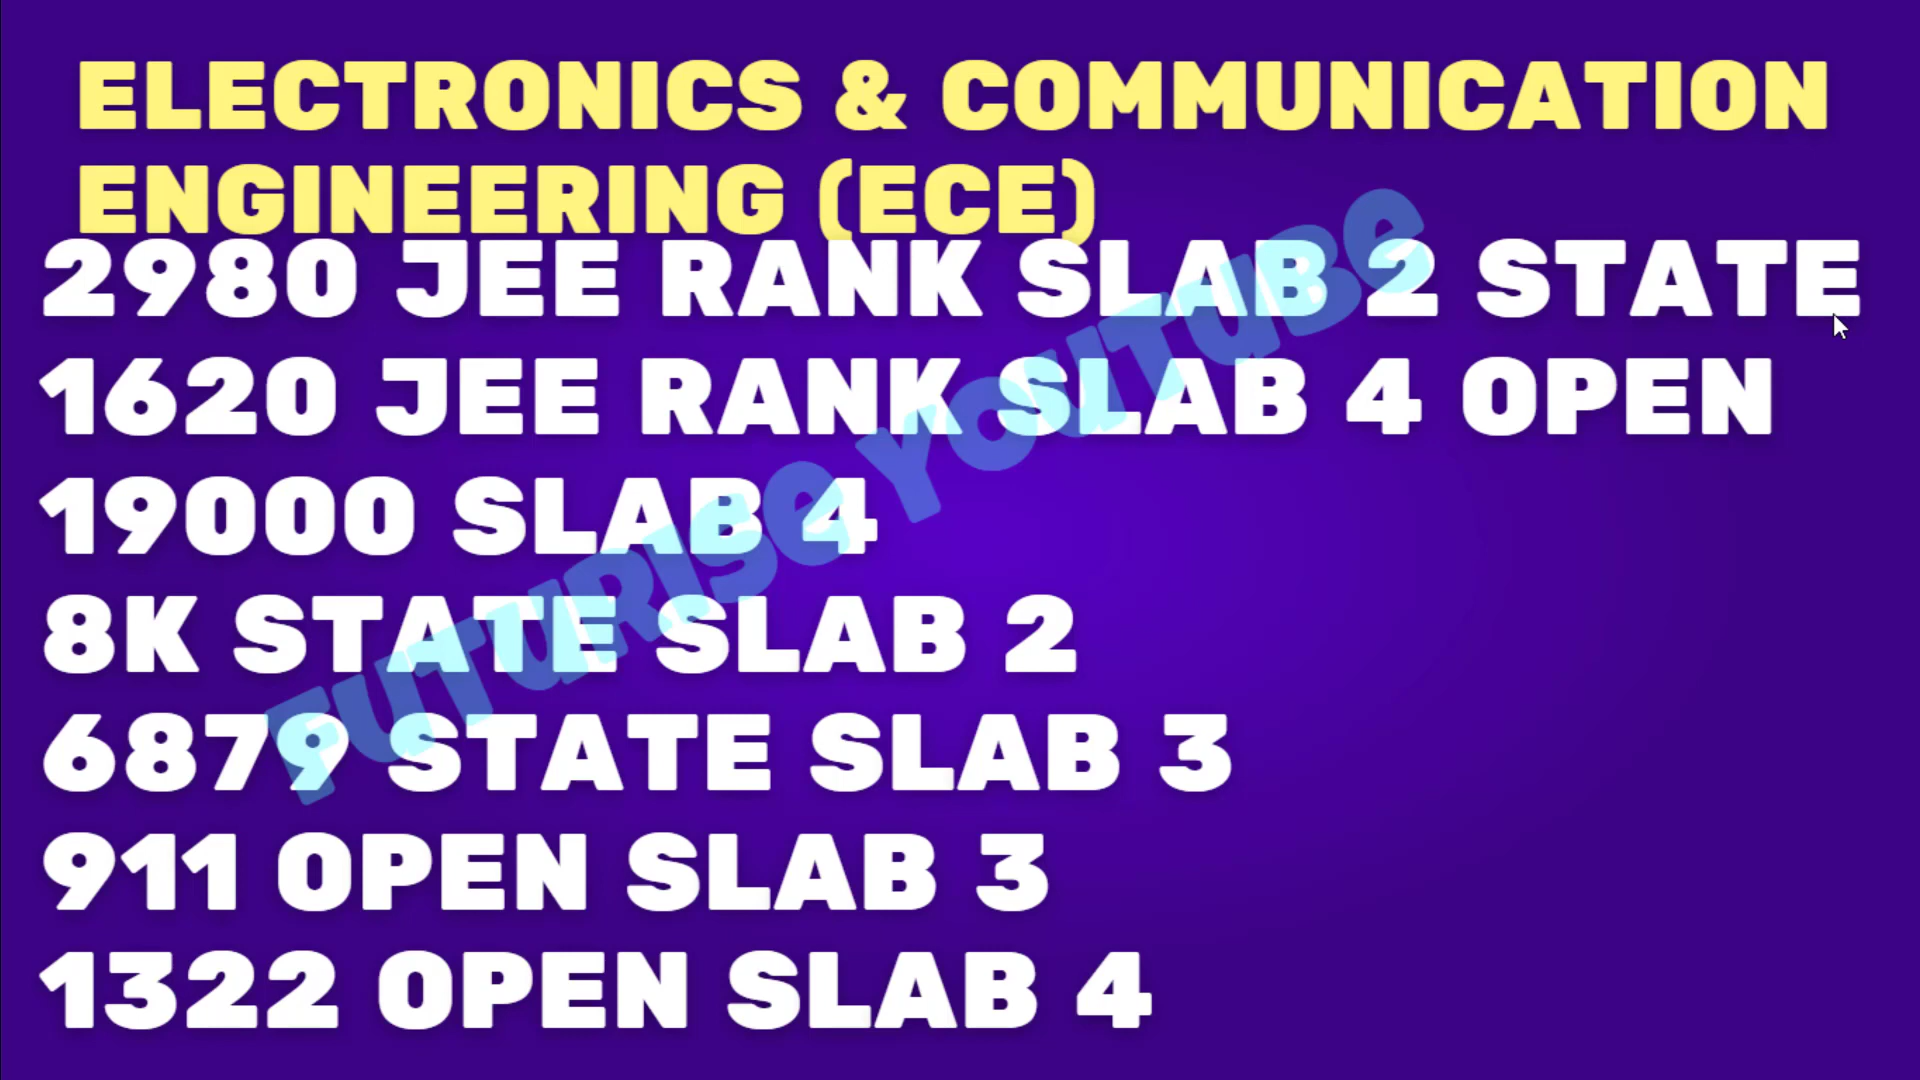 ELECTRONICS & COMMUNICATION
ENGINEERING (ECE)
2980 JEE RANK SLAB 2 STATE
1620 JEE RANK SLAB 4 OPEN
19000 SLAB 4
8K STATE SLAB 2
6879 STATE SLAB 3
911 OPEN SLAB 3
1322 OPEN SLAB 4
FUTURISE YOUTUBE